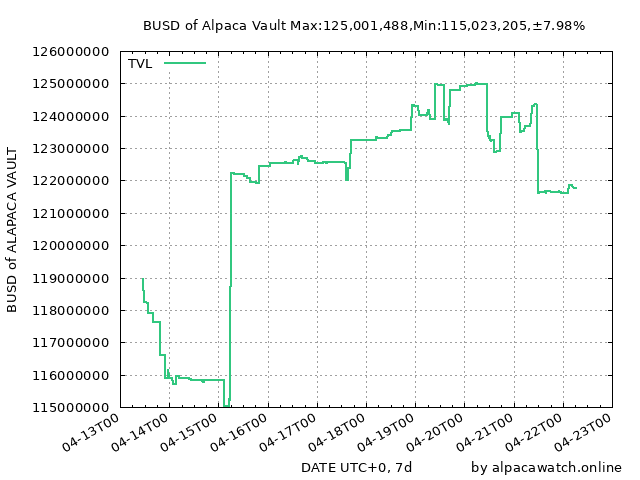 BUSD of Alpaca Vault Max:125,001,488,Min:115,023,205,±7.98%
TVL
126000000
125000000
124000000
123000000
122000000
121000000
120000000
119000000
118000000
117000000
116000000
115000000
BUSD of ALAPACA VAULT
04-13T00
04-14T00
04-15T00
04-16T00
04-17T00
04-18T00
04-19T00
04-20T00
04-21T00
04-22T00
04-23T00
DATE UTC+0, 7d
by alpacawatch.online